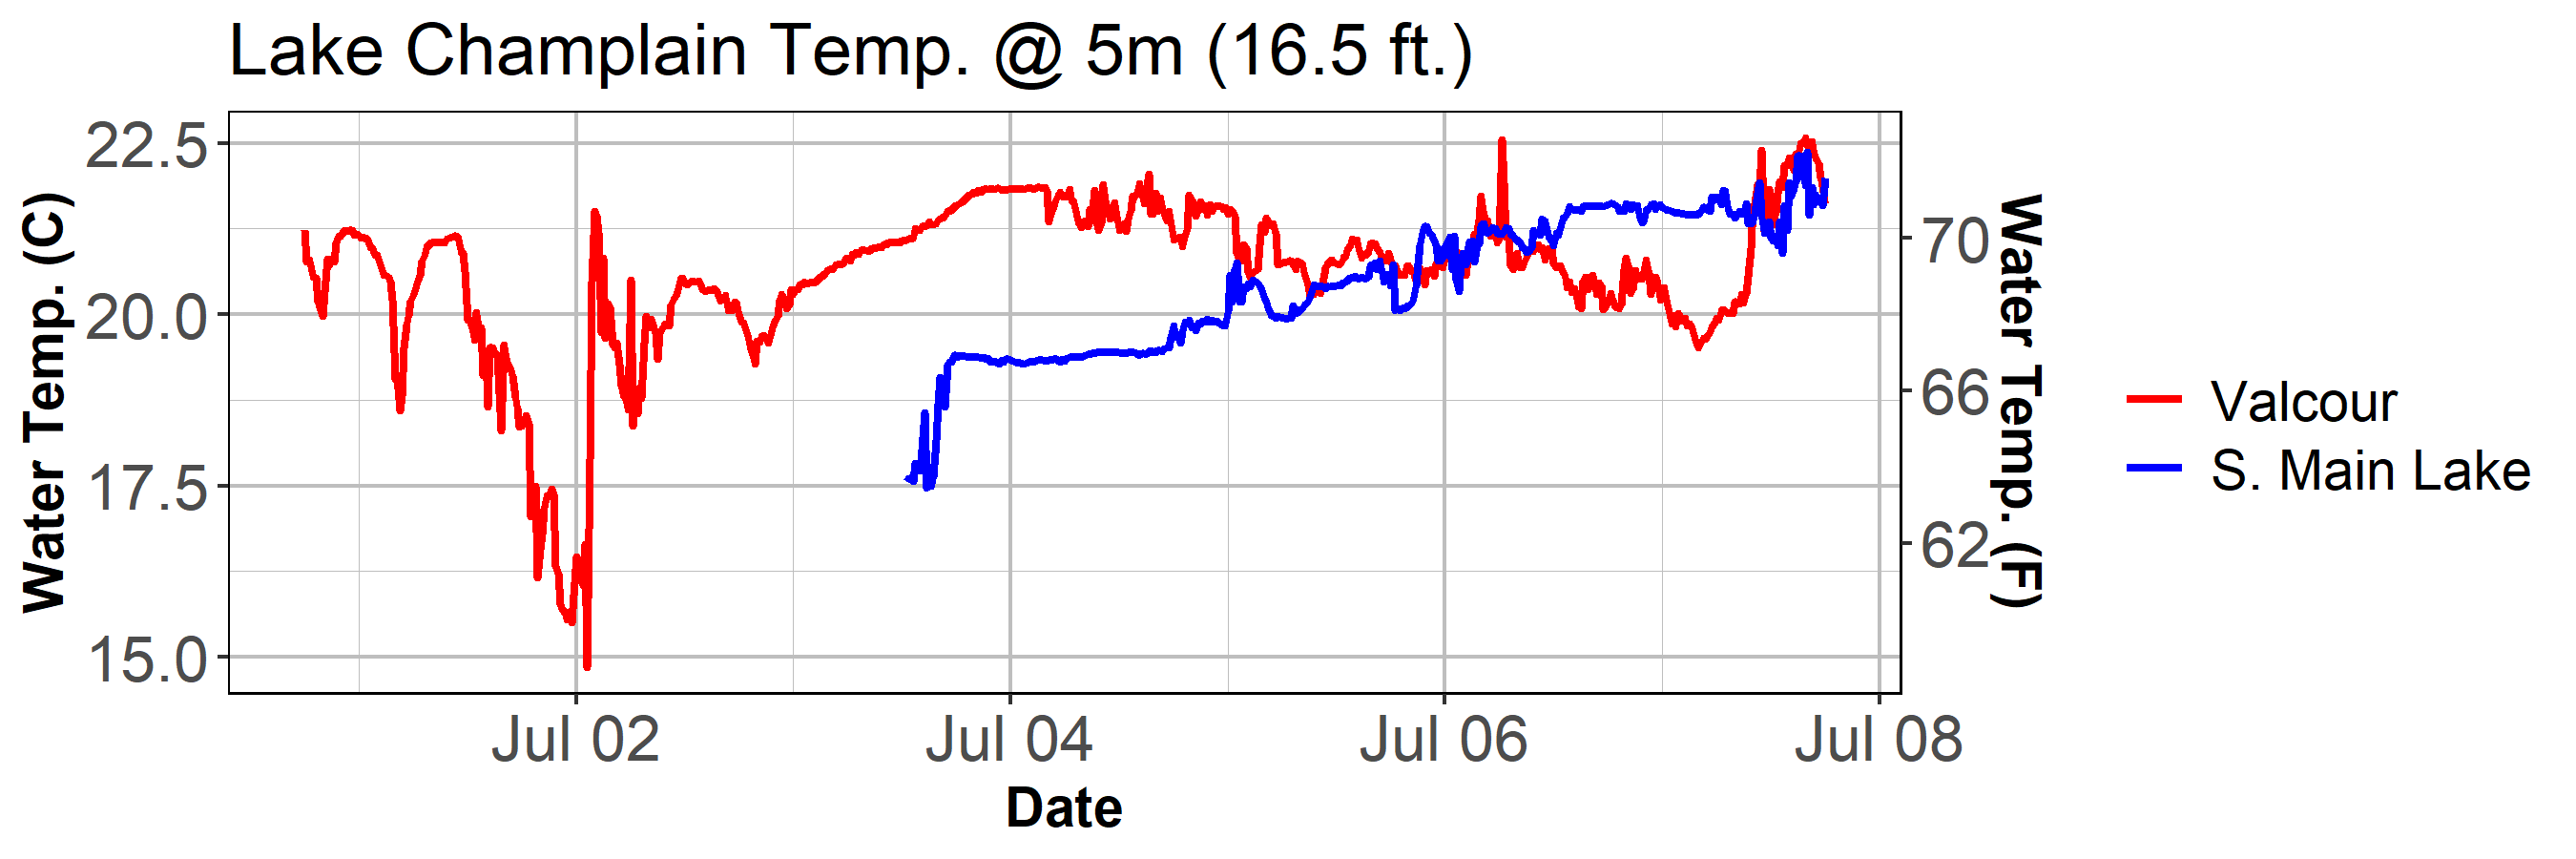 Lake Champlain Temp. @ 5m (16.5 ft.)
Water Temp. (C)
22.5
20.0
17.5
15.0
Water Temp. (F)
70
66
62
Jul 02
Jul 04
Jul 06
Jul 08
Date
Valcour
S. Main Lake